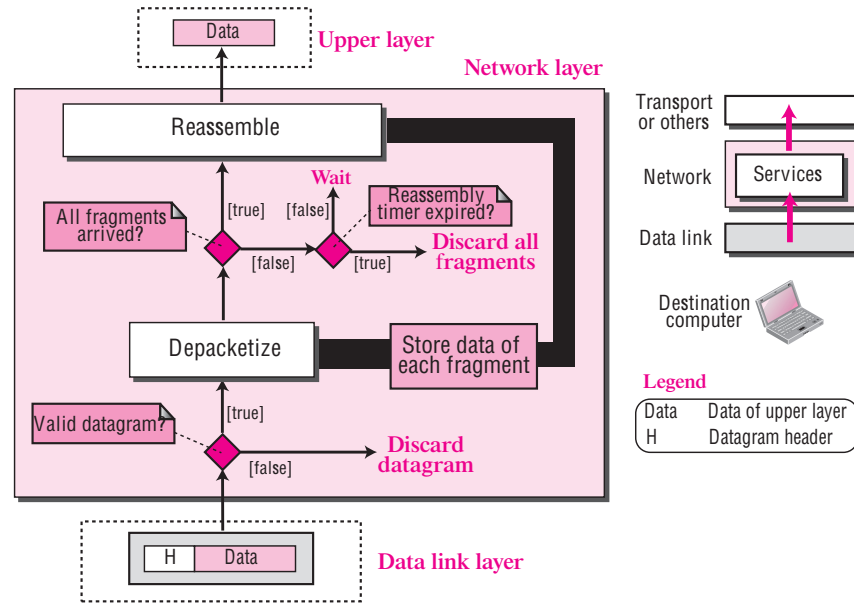 Data
Upper layer
Network layer
Reassemble
Wait
Reassembly
timer expired?
All fragments
arrived?
[true]
[false]
[false]
[true]
Discard all
fragments
Depacketize
Store data of
each fragment
Valid datagram?
[true]
[false]
Discard
datagram
H
Data
Data link layer
Transport
or others
Network
Services
Data link
Destination
computer
Legend
Data Data of upper layer
H Datagram header